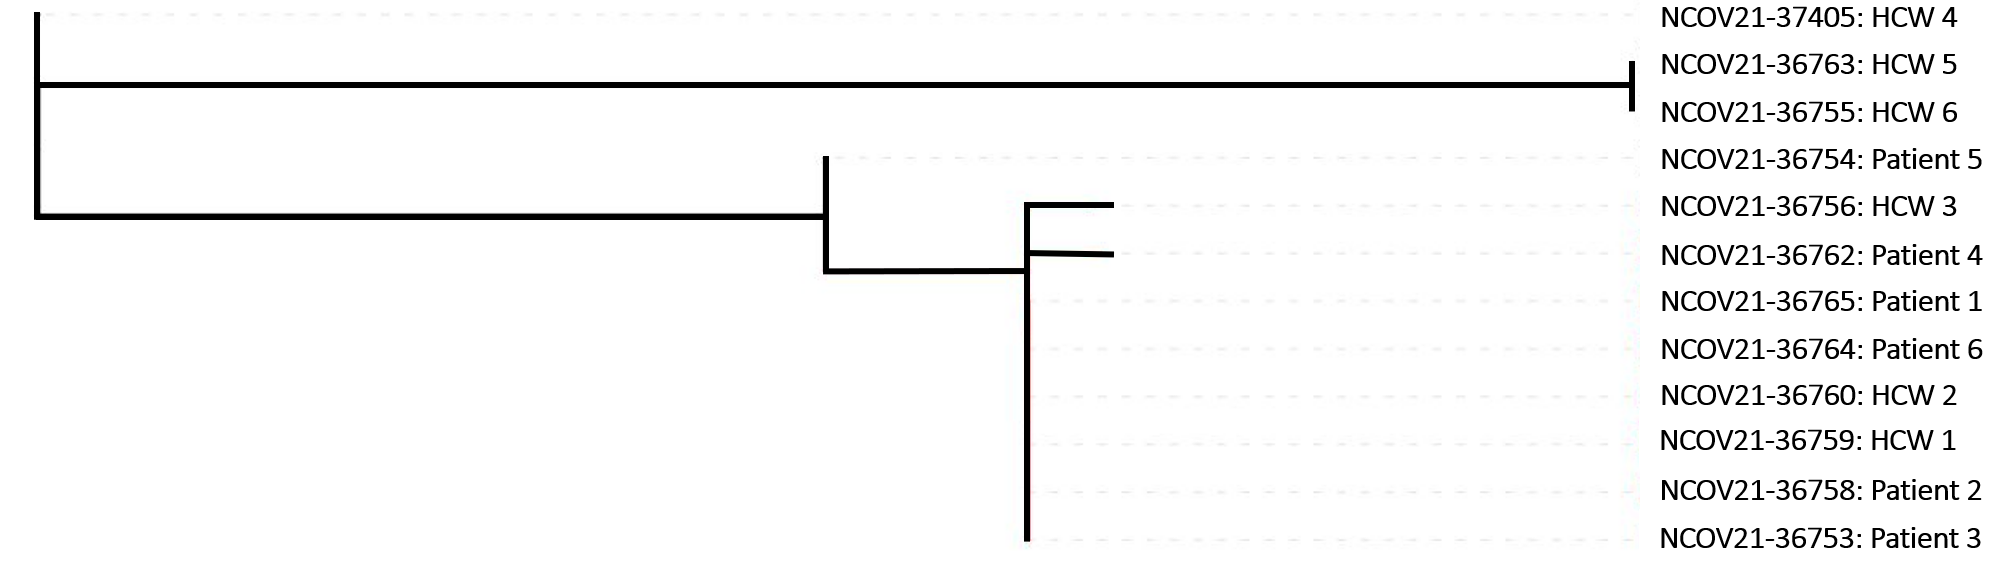 NCOV21-37405: HCW 4
NCOV21-36763: HCW 5
NCOV21-36755: HCW 6
NCOV21-36754: Patient 5
NCOV21-36756: HCW 3
NCOV21-36762: Patient 4
NCOV21-36765: Patient 1
NCOV21-36764: Patient 6
NCOV21-36760: HCW 2
NCOV21-36759: HCW 1
NCOV21-36758: Patient 2
NCOV21-36753: Patient 3